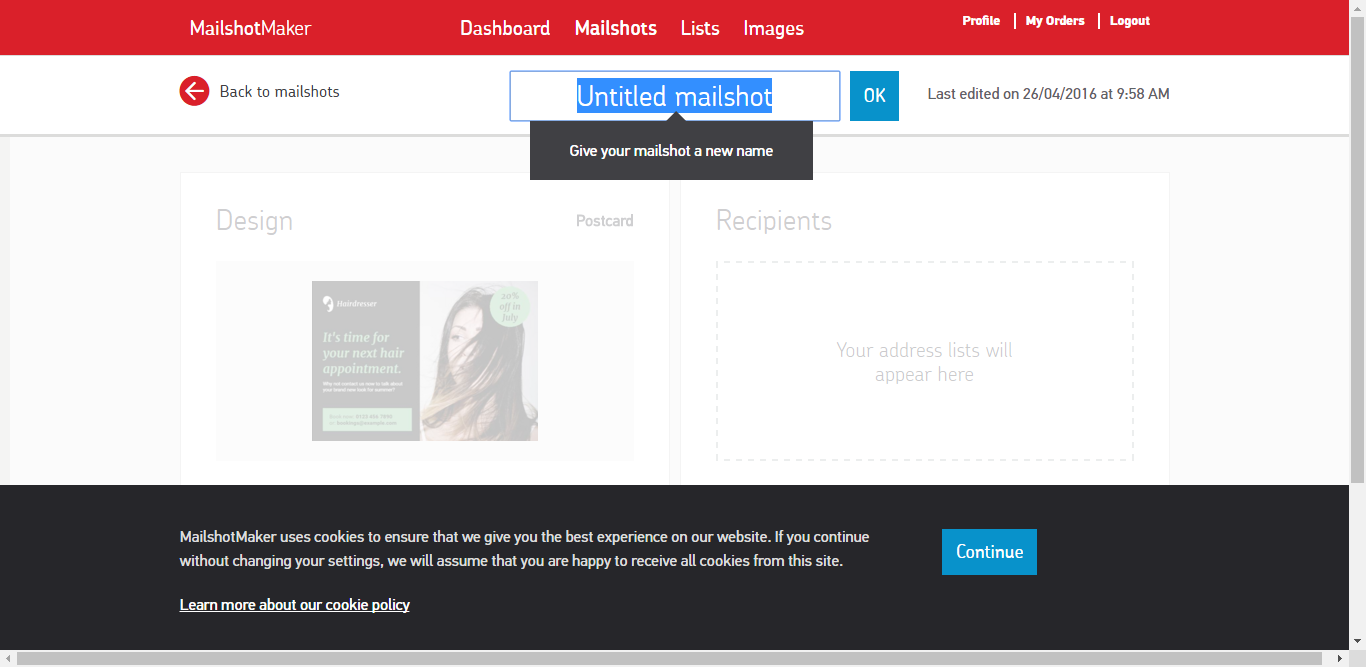 MailshotMaker
Dashboard Mailshots Lists Images
Profile My Orders Logout
Back to mailshots
Untitled mailshot
OK
Last edited on 26/04/2016 at 9:58 AM
Give your mailshot a new name
Design
Postcard
Hairdresser
It's time for
your next hair
appointment.
Why not contact us now to talk about
your brand new look for summer?
20%
off in
July
Recipients
Your address lists will
appear here
MailshotMaker uses cookies to ensure that we give you the best experience on our website. If you continue
without changing your settings, we will assume that you are happy to receive all cookies from this site.
Continue
Learn more about our cookie policy